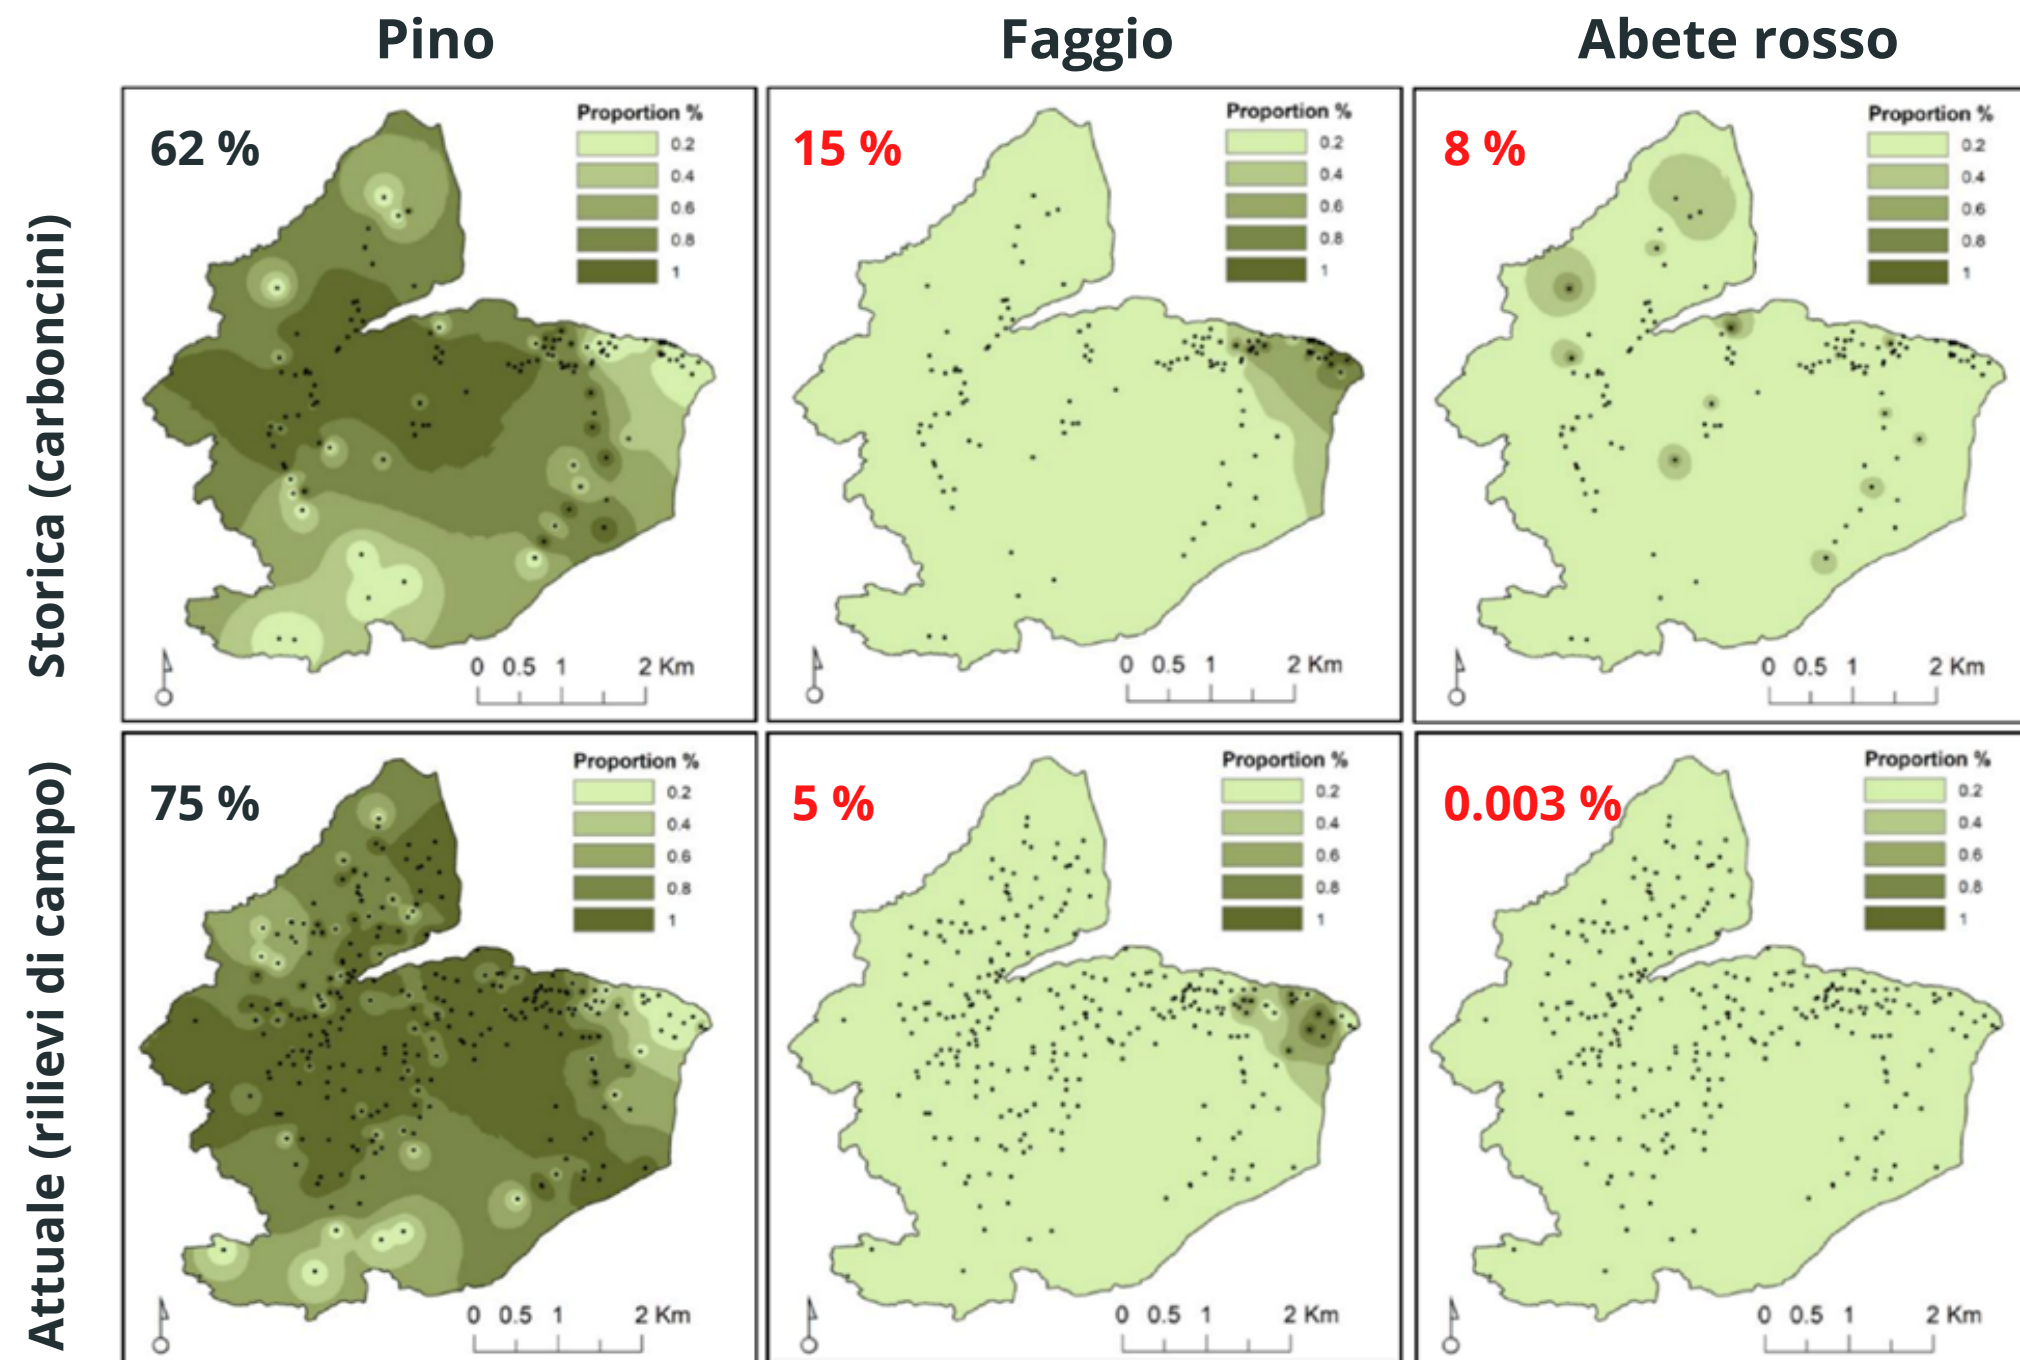 Pino
Faggio
Abete rosso
Storica (carboncini)
62 %
Proportion %
0.2
0.4
0.6
0.8
1
0 0.5 1 2 Km
15 %
Proportion %
0.2
0.4
0.6
0.8
1
0 0.5 1 2 Km
8 %
Proportion %
0.2
0.4
0.6
0.8
1
0 0.5 1 2 Km
Attuale (rilievi di campo)
75 %
Proportion %
0.2
0.4
0.6
0.8
1
0 0.5 1 2 Km
5 %
Proportion %
0.2
0.4
0.6
0.8
1
0 0.5 1 2 Km
0.003 %
Proportion %
0.2
0.4
0.6
0.8
1
0 0.5 1 2 Km